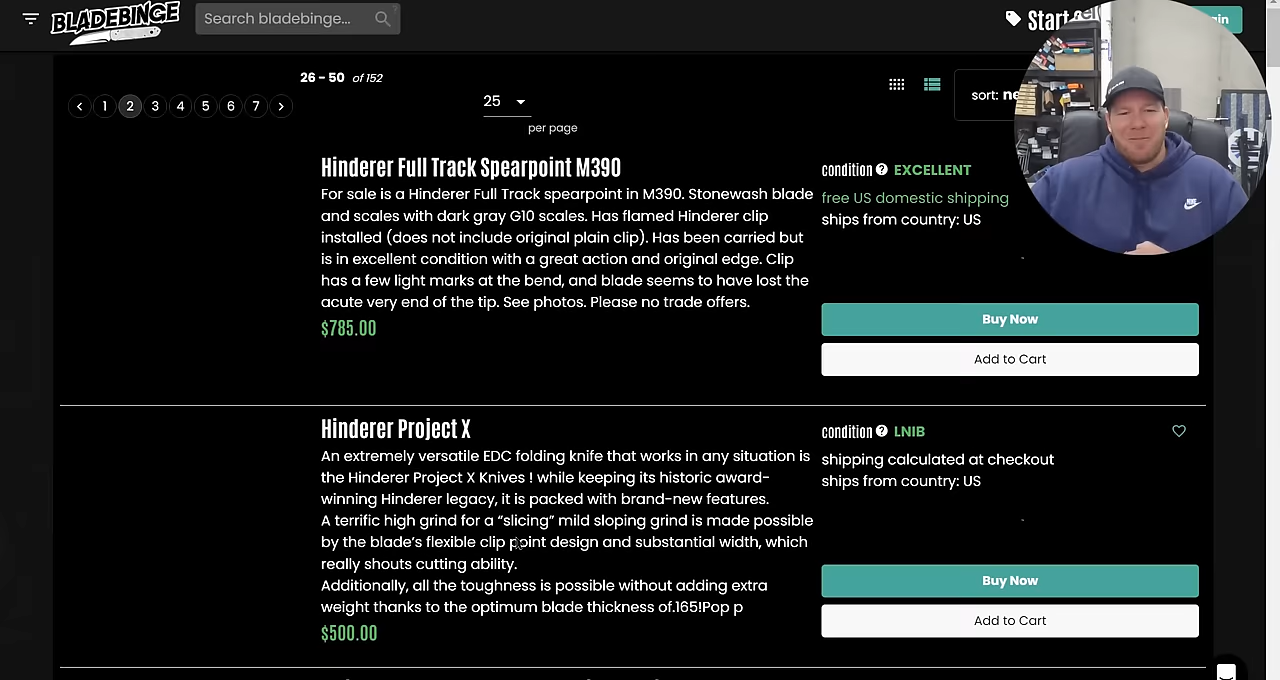 BLADEBINGE
Search bladebinge...
Start
26 - 50 of 152
1 2 3 4 5 6 7
25
per page
sort:
Hinderer Full Track Spearpoint M390
For sale is a Hinderer Full Track spearpoint in M390. Stonewash blade
and scales with dark gray G10 scales. Has flamed Hinderer clip
installed (does not include original plain clip). Has been carried but
is in excellent condition with a great action and original edge. Clip
has a few light marks at the bend, and blade seems to have lost the
acute very end of the tip. See photos. Please no trade offers.
$785.00
condition ? EXCELLENT
free US domestic shipping
ships from country: US
Buy Now
Add to Cart
Hinderer Project X
An extremely versatile EDC folding knife that works in any situation is
the Hinderer Project X Knives ! while keeping its historic award-
winning Hinderer legacy, it is packed with brand-new features.
A terrific high grind for a “slicing” mild sloping grind is made possible
by the blade’s flexible clip point design and substantial width, which
really shouts cutting ability.
Additionally, all the toughness is possible without adding extra
weight thanks to the optimum blade thickness of.165!Pop p
$500.00
condition ? LNIB
shipping calculated at checkout
ships from country: US
Buy Now
Add to Cart